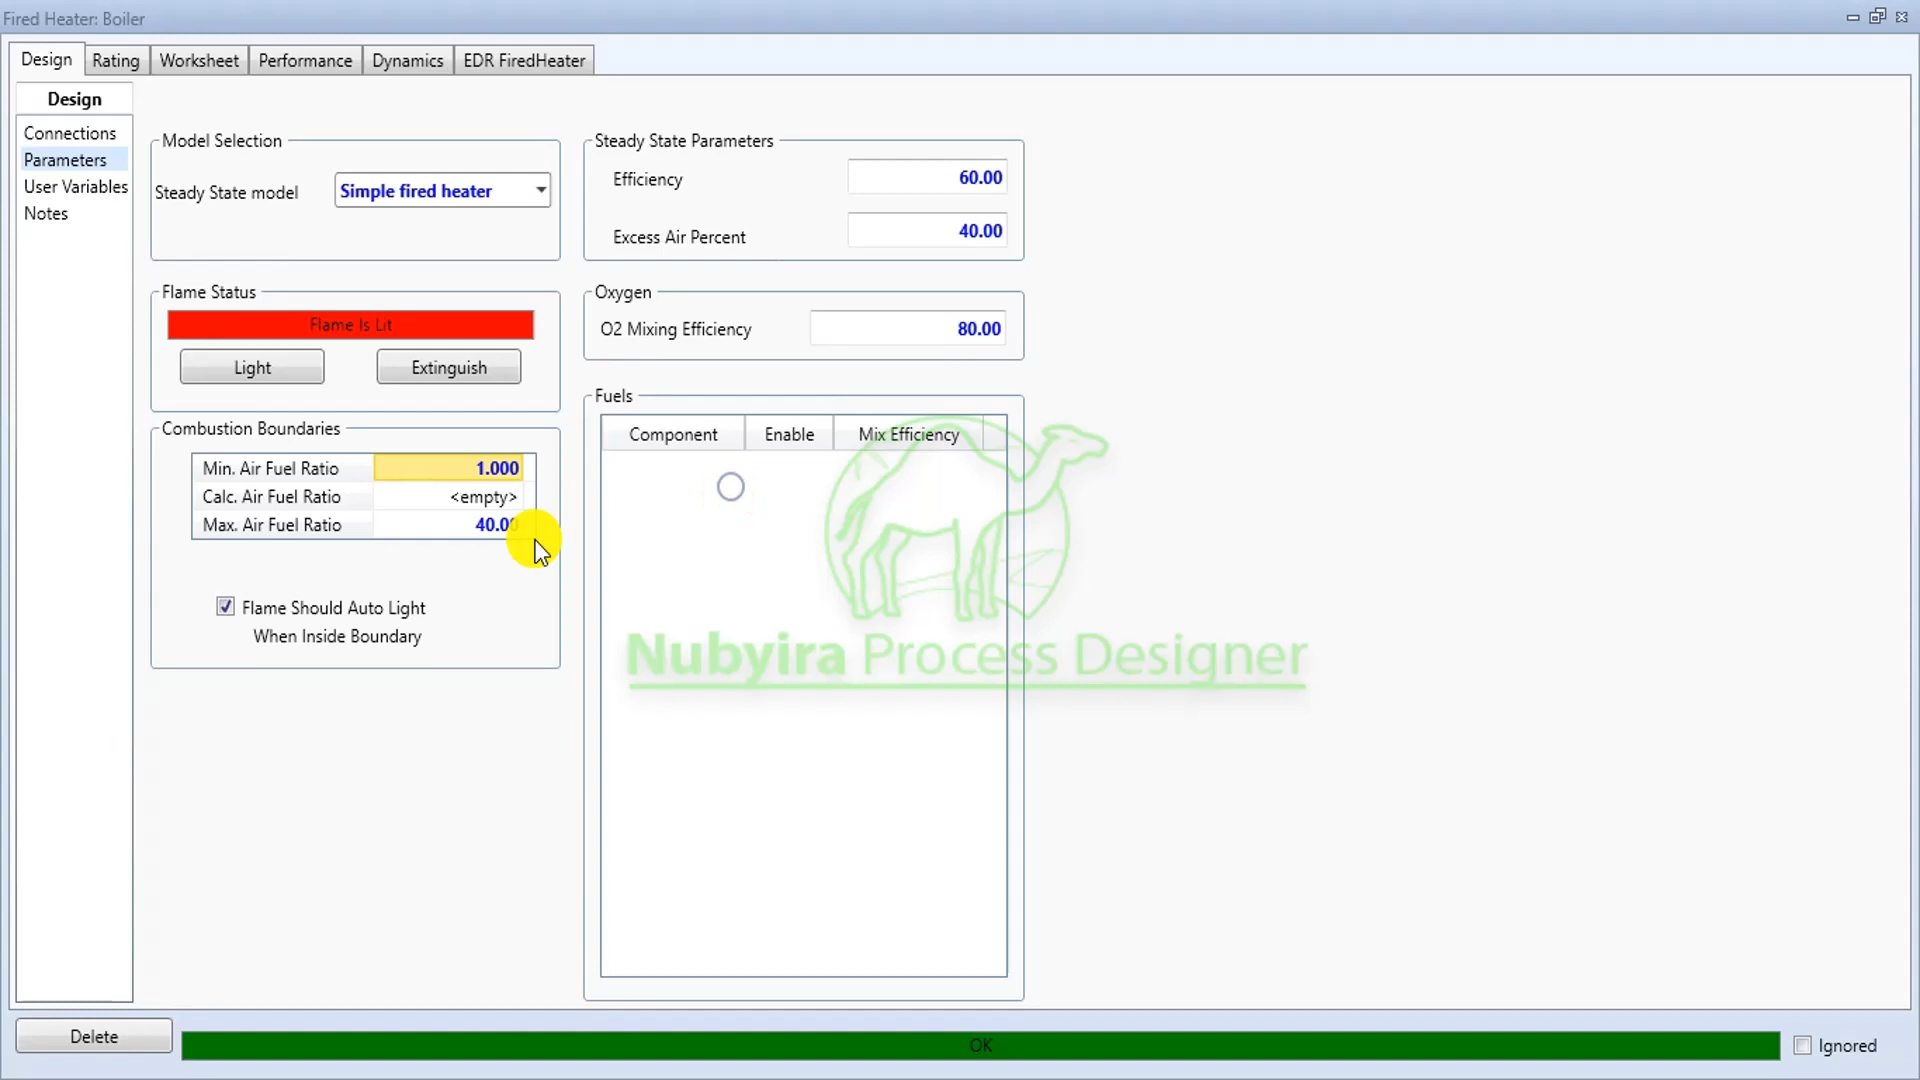 Fired Heater: Boiler
Design Rating Worksheet Performance Dynamics EDR FiredHeater
Design
Connections
Parameters
User Variables
Notes
Model Selection
Steady State model Simple fired heater
Flame Status
Flame Is Lit
Light Extinguish
Combustion Boundaries
Min. Air Fuel Ratio 1.000
Calc. Air Fuel Ratio <empty>
Max. Air Fuel Ratio 40.00
Flame Should Auto Light
When Inside Boundary
Steady State Parameters
Efficiency 60.00
Excess Air Percent 40.00
Oxygen
O2 Mixing Efficiency 80.00
Fuels
Component Enable Mix Efficiency
Nubyira Process Designer
Delete OK Ignored